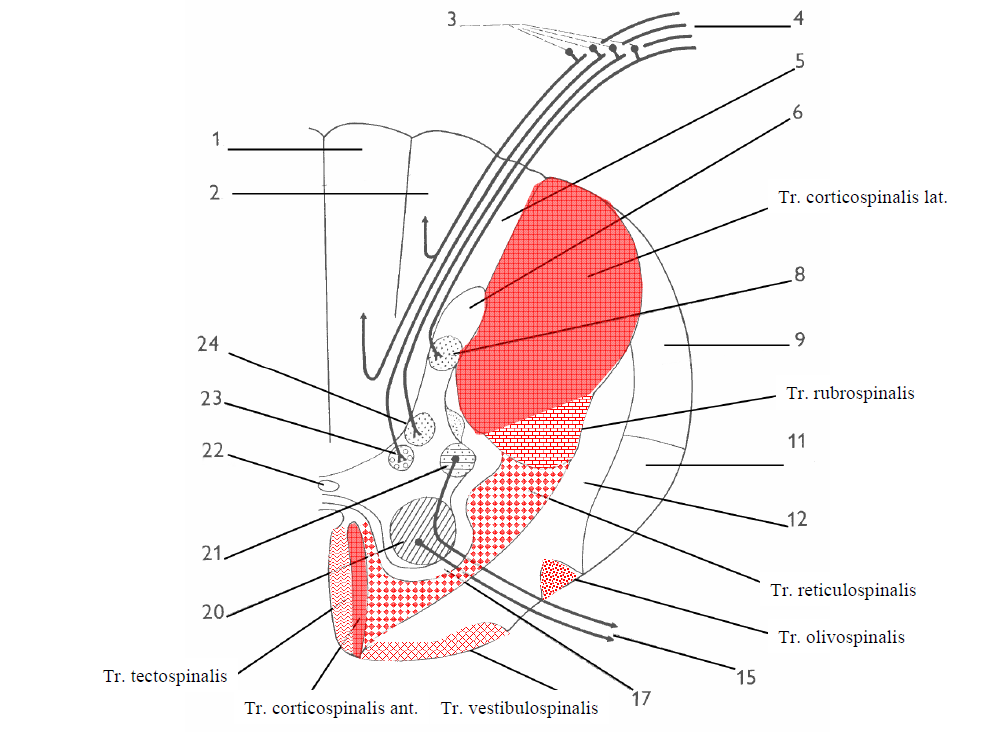 3
4
5
1
6
2
Tr. corticospinalis lat.
8
24
9
23
Tr. rubrospinalis
22
11
12
21
Tr. reticulospinalis
20
Tr. olivospinalis
Tr. tectospinalis
15
17
Tr. corticospinalis ant.
Tr. vestibulospinalis